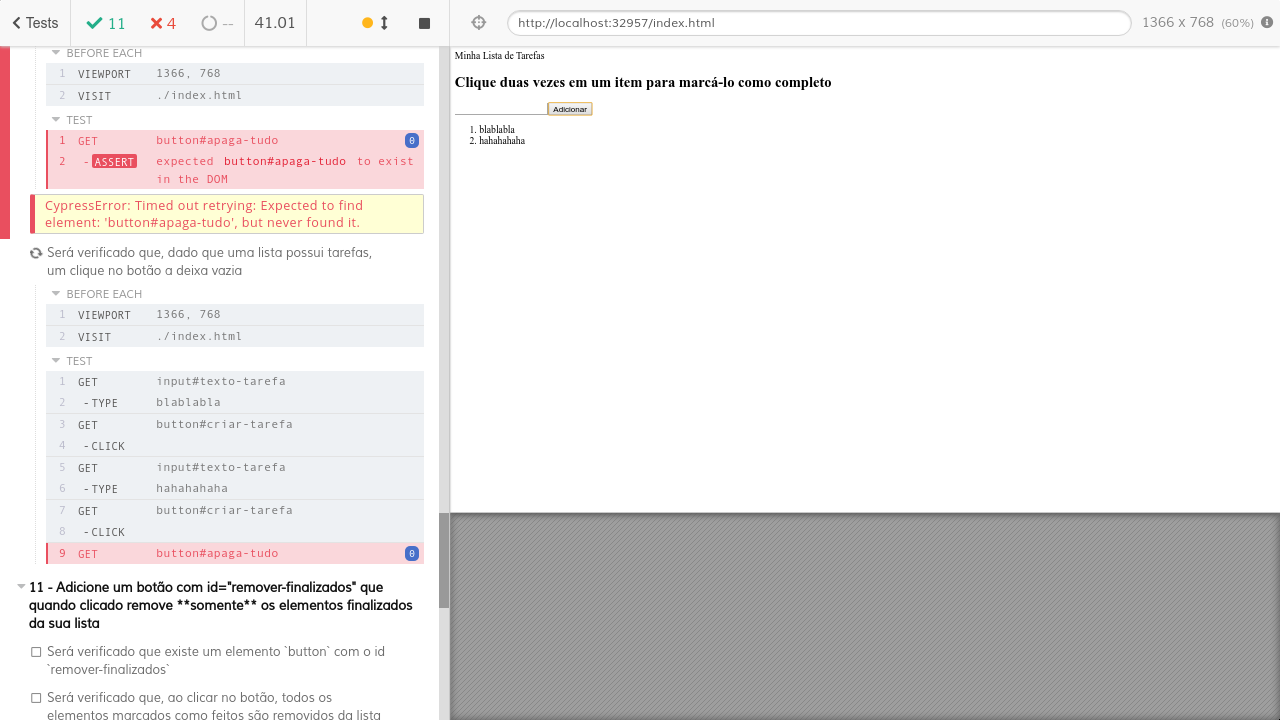 Tests
11
4
--
41.01
http://localhost:32957/index.html
1366 x 768 (60%)
BEFORE EACH
1 VIEWPORT 1366, 768
2 VISIT ./index.html
TEST
1 GET button#apaga-tudo 0
2 -ASSERT expected button#apaga-tudo to exist
in the DOM
CypressError: Timed out retrying: Expected to find
element: 'button#apaga-tudo', but never found it.
Será verificado que, dado que uma lista possui tarefas,
um clique no botão a deixa vazia
BEFORE EACH
1 VIEWPORT 1366, 768
2 VISIT ./index.html
TEST
1 GET input#texto-tarefa
2 -TYPE blablabla
3 GET button#criar-tarefa
4 -CLICK
5 GET input#texto-tarefa
6 -TYPE hahahahaha
7 GET button#criar-tarefa
8 -CLICK
9 GET button#apaga-tudo 0
11 - Adicione um botão com id="remover-finalizados" que
quando clicado remove **somente** os elementos finalizados
da sua lista
Será verificado que existe um elemento `button` com o id
`remover-finalizados`
Será verificado que, ao clicar no botão, todos os
elementos marcados como feitos são removidos da lista
Minha Lista de Tarefas
Clique duas vezes em um item para marcá-lo como completo
Adicionar
1. blablabla
2. hahahahaha